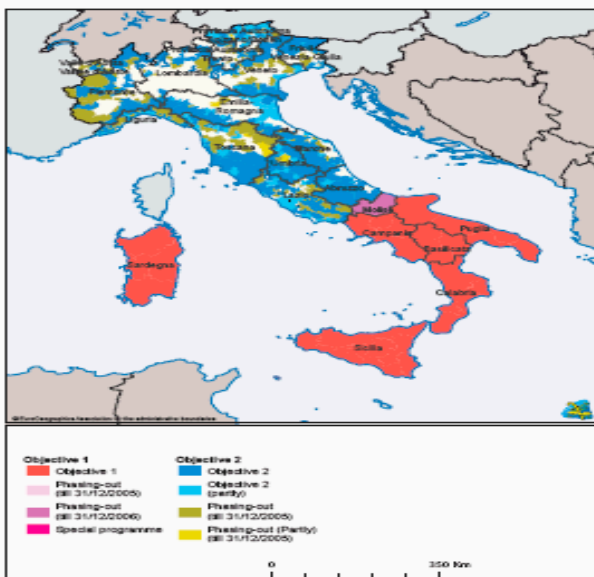 Lombardia
Emilia-
Romagna
Liguria
Toscana
Marche
Umbria
Lazio
Abruzzo
Molise
Campania
Puglia
Basilicata
Sardegna
Calabria
Sicilia
Objective 1
Objective 1
Phasing-out
(till 31/12/2005)
Phasing-out
(till 31/12/2006)
Special programme
Objective 2
Objective 2
Objective 2
(partly)
Phasing-out
(till 31/12/2005)
Phasing-out (Partly)
(till 31/12/2005)
0 350 Km